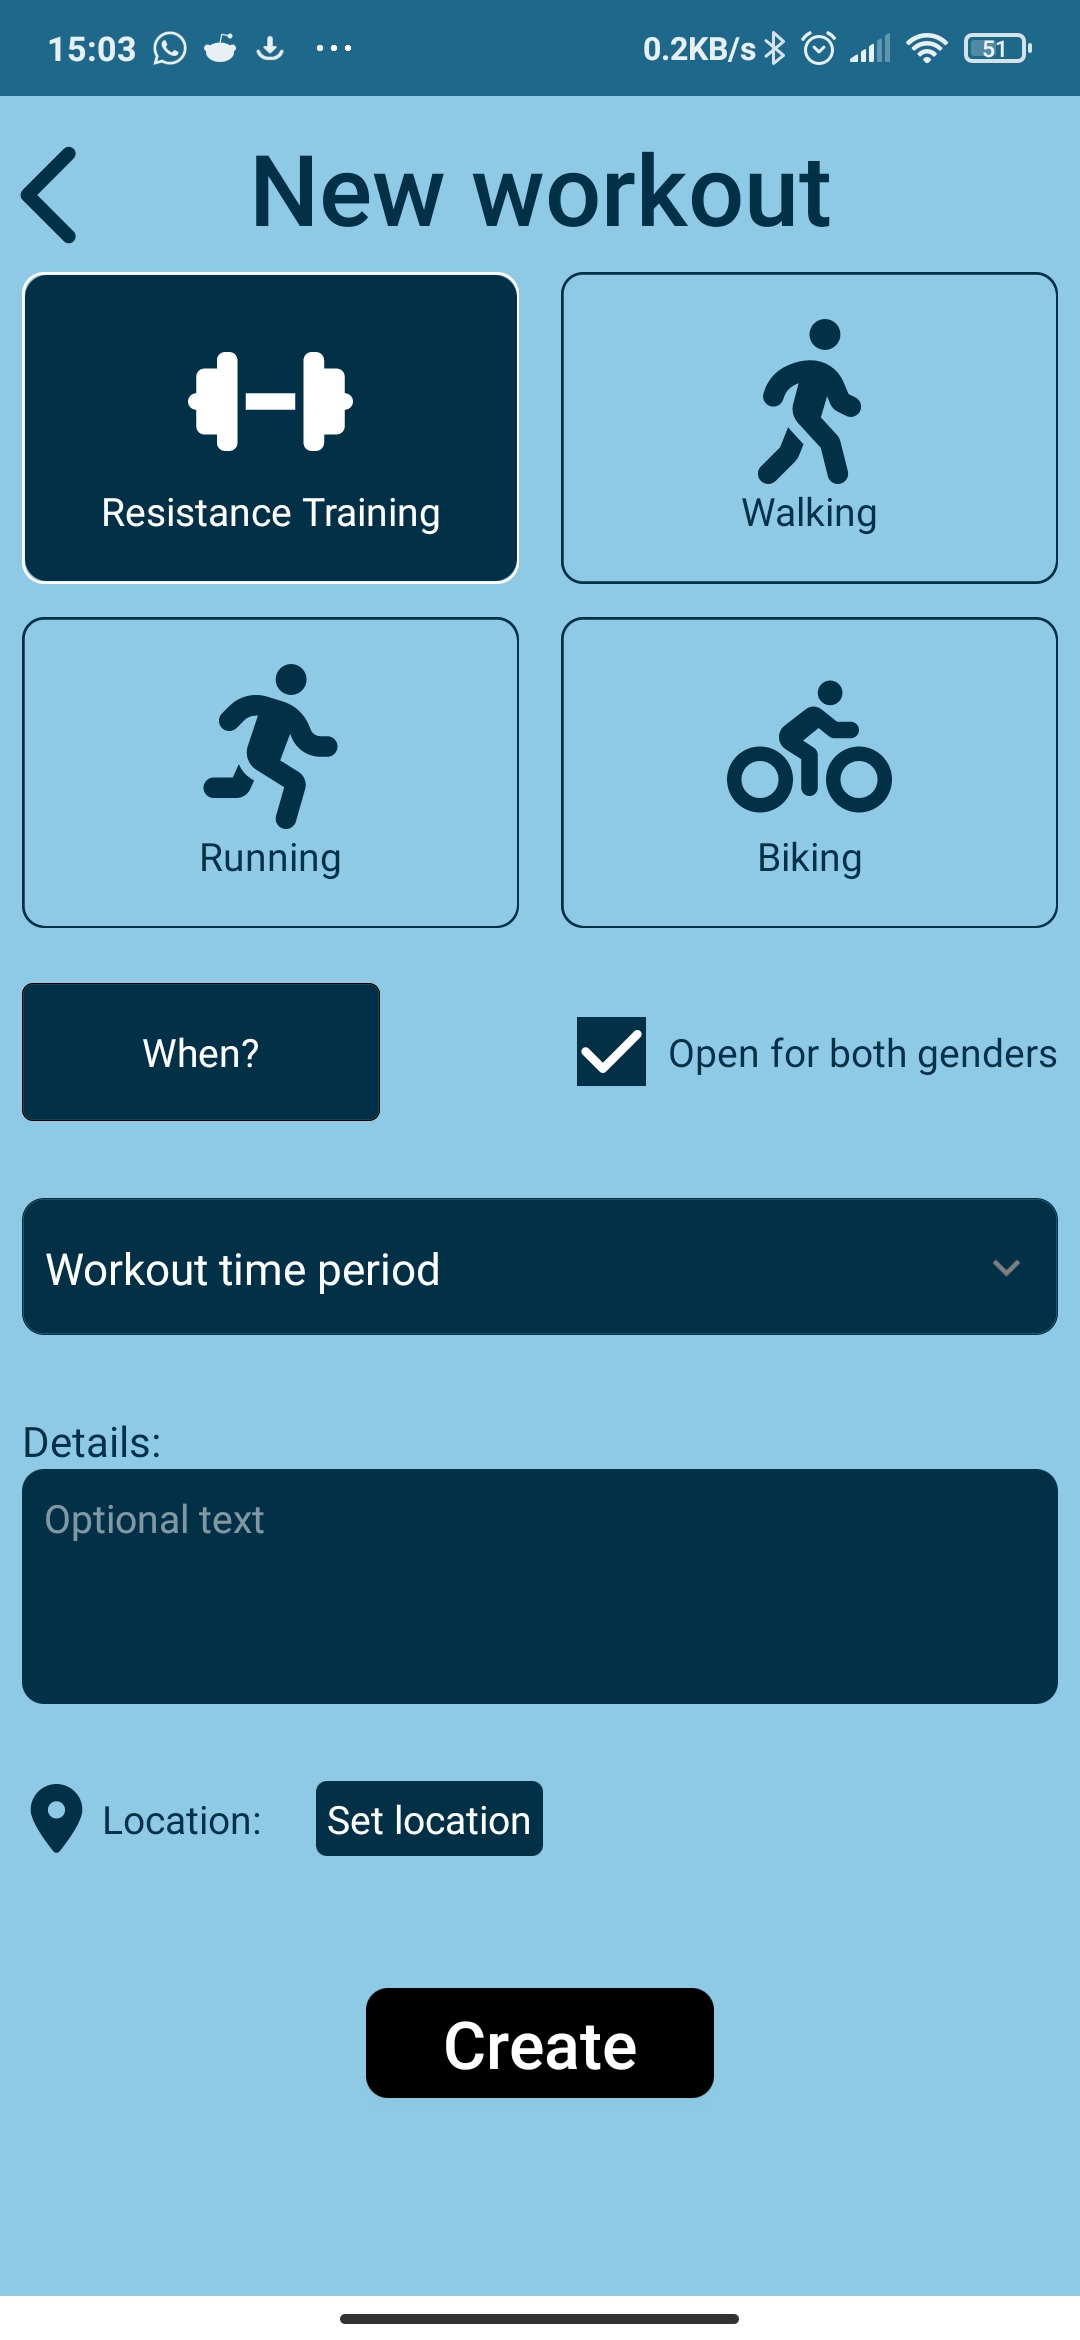 15:03 0.2KB/s 51
New workout
Resistance Training
Walking
Running
Biking
When?
Open for both genders
Workout time period
Details:
Optional text
Location:
Set location
Create